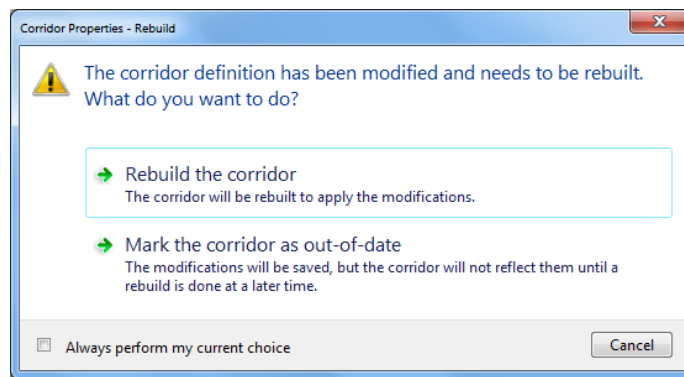 Corridor Properties - Rebuild
The corridor definition has been modified and needs to be rebuilt.
What do you want to do?
Rebuild the corridor
The corridor will be rebuilt to apply the modifications.
Mark the corridor as out-of-date
The modifications will be saved, but the corridor will not reflect them until a
rebuild is done at a later time.
Always perform my current choice
Cancel